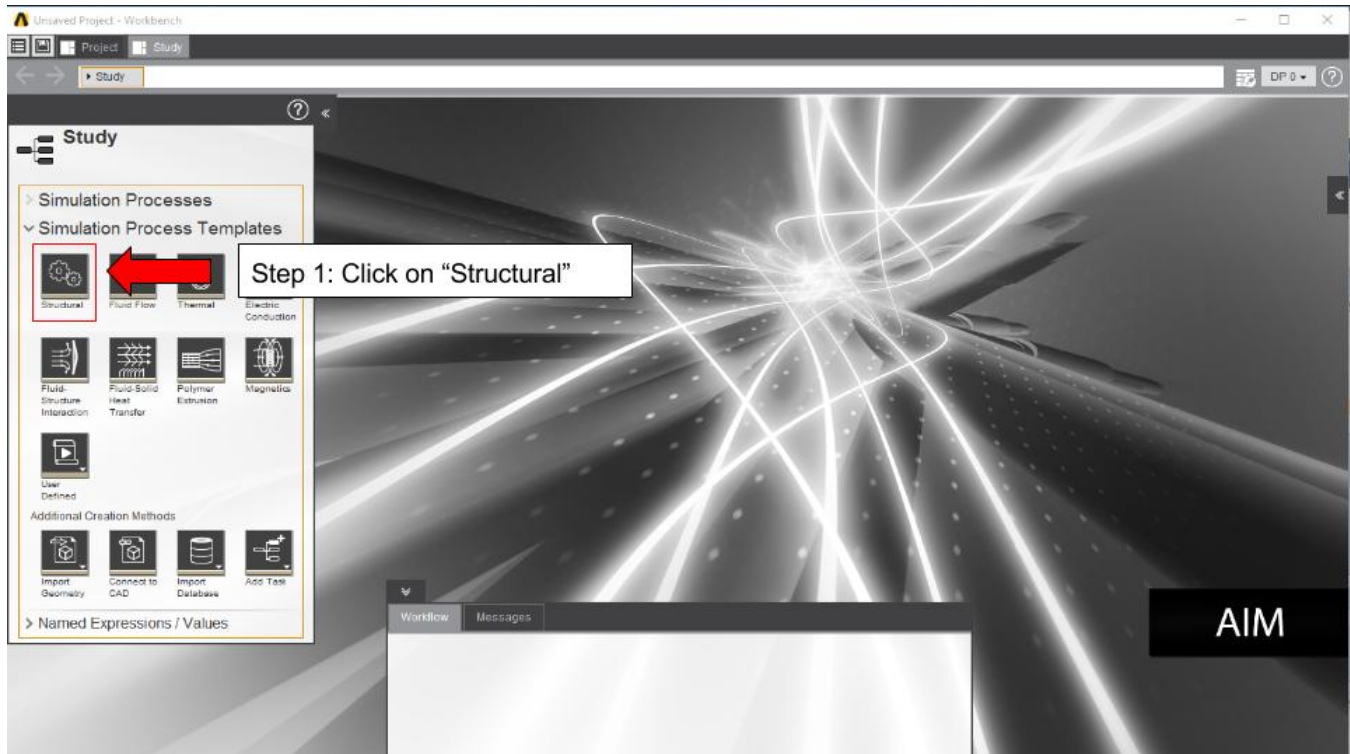 Unsaved Project - Workbench
Project
Study
Study
DP 0
Study
Simulation Processes
Simulation Process Templates
Step 1: Click on “Structural”
Structural
Fluid Flow
Thermal
Electric
Conduction
Fluid-
Structure
Interaction
Fluid-Solid
Heat
Transfer
Polymer
Extrusion
Magnetics
User
Defined
Additional Creation Methods
Import
Geometry
Connect to
CAD
Import
Database
Add Task
Named Expressions / Values
Workflow
Messages
AIM